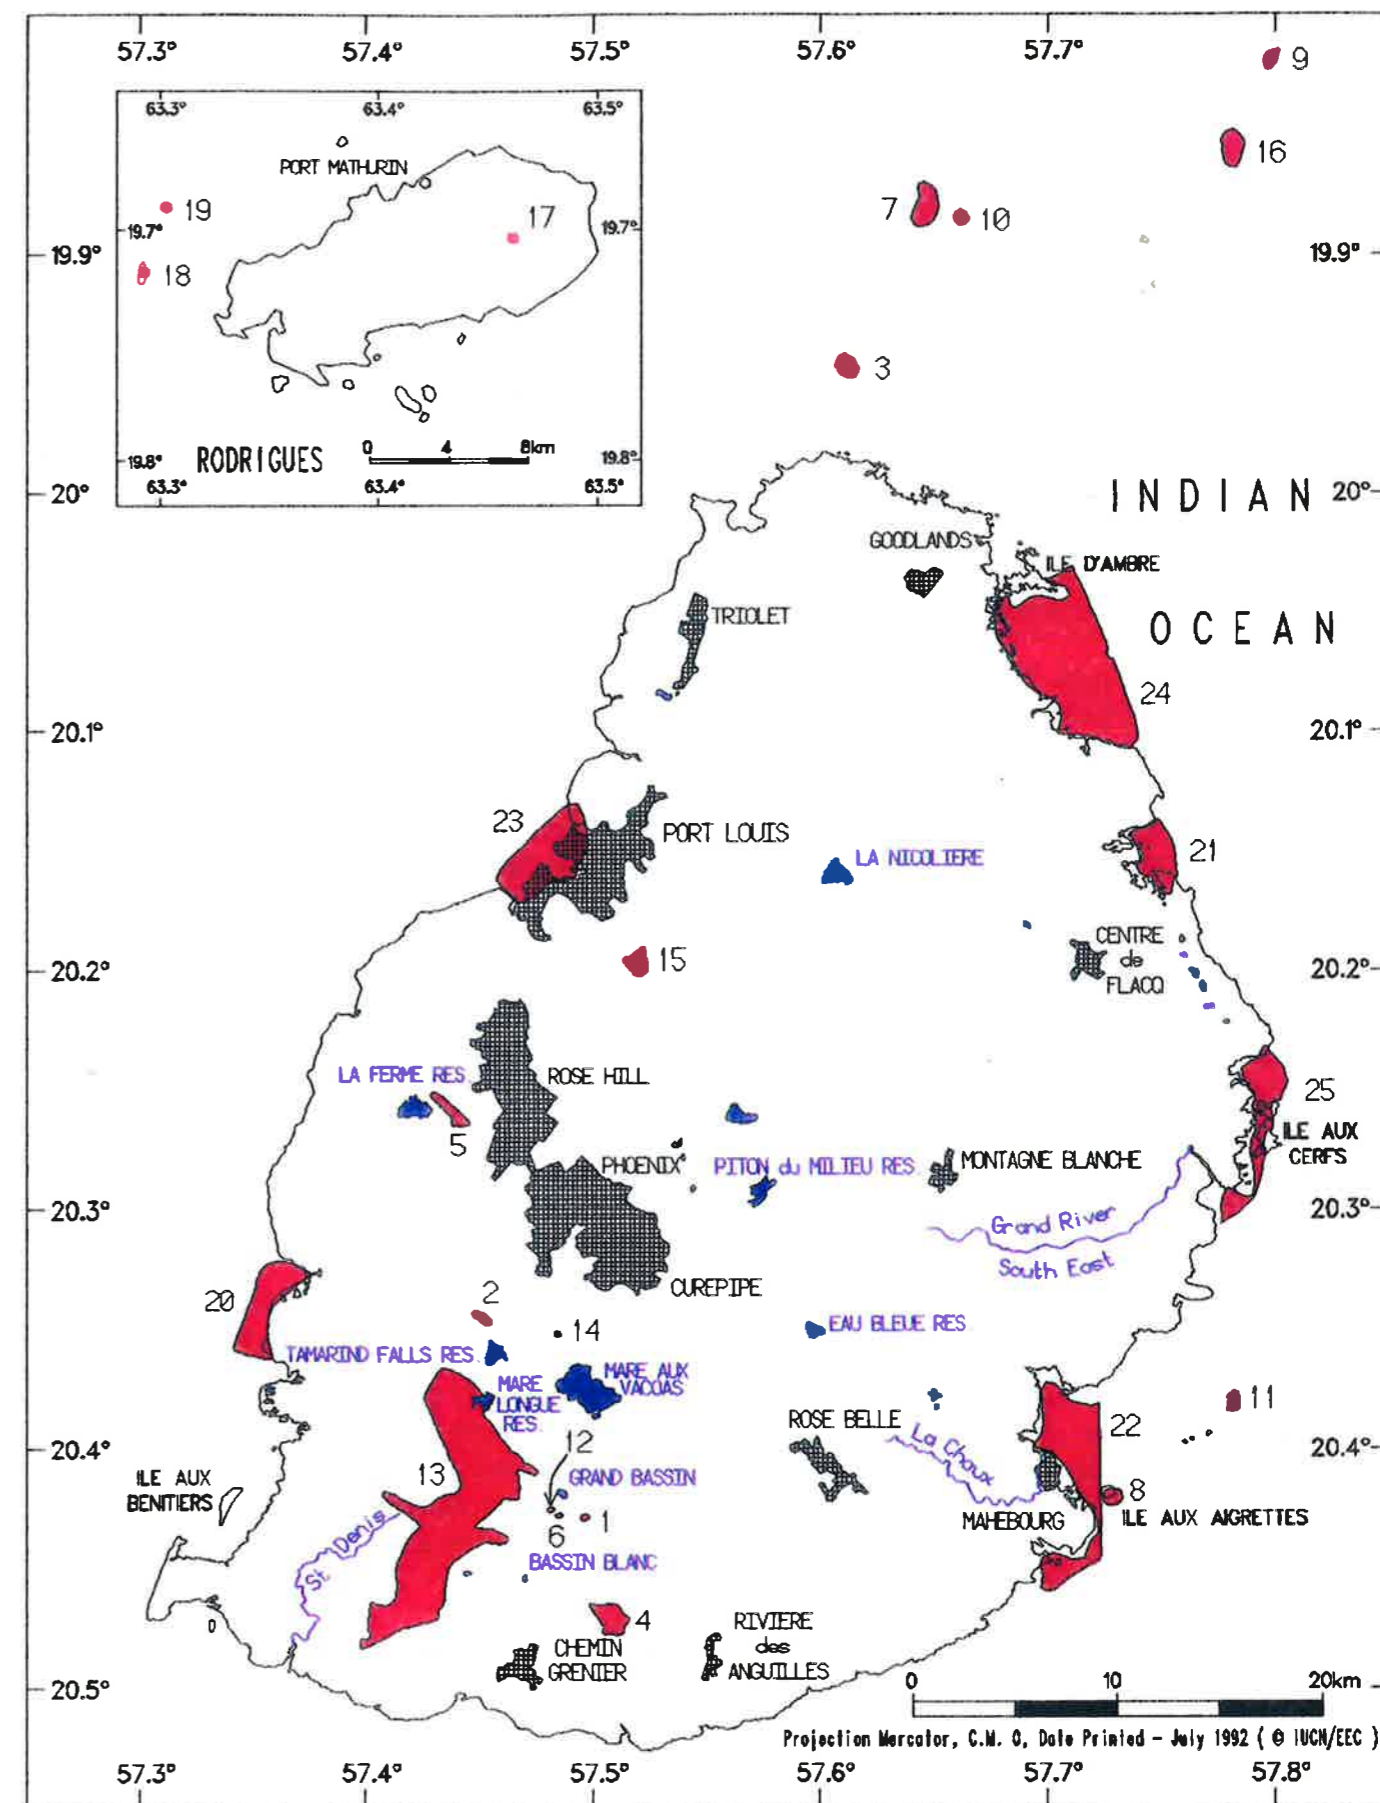 57.3° 57.4° 57.5° 57.6° 57.7°
9
63.3° 63.4° 63.5°
16
PORT MATHURIN
7
10
19
17
19.7° 19.7°
19.9° 19.9°
18
3
0 4 8km
RODRIGUES
19.8° 19.8°
63.3° 63.4° 63.5°
20° INDIAN 20°
GOODLANDS
ILE D'AMBRE
TRIOLET
OCEAN
24
20.1° 20.1°
23
PORT LOUIS
21
LA NICOLIERE
CENTRE
de
FLACQ
15
20.2° 20.2°
LA FERME RES.
ROSE HILL
25
5
ILE AUX
CERFS
PHOENIX
PITON du MILIEU RES.
MONTAGNE BLANCHE
20.3° 20.3°
Grand River
South East
CUREPIPE
2
20
14
EAU BLEUE RES
TAMARIND FALLS RES.
MARE AUX
VACOAS
MARE
LONGUE
RES.
11
ROSE BELLE
22
12
La Chaux
20.4° 20.4°
13
GRAND BASSIN
ILE AUX
BENITIERS
8
6
1
MAHEBOURG
ILE AUX AIGRETTES
St Denis
BASSIN BLANC
4
RIVIERE
des
ANGUILLES
CHEMIN
GRENIER
0 10 20km
20.5°
Projection Mercator, C.M. 0, Date Printed - July 1992 ( © IUCN/EEC )
57.3° 57.4° 57.5° 57.6° 57.7° 57.8°